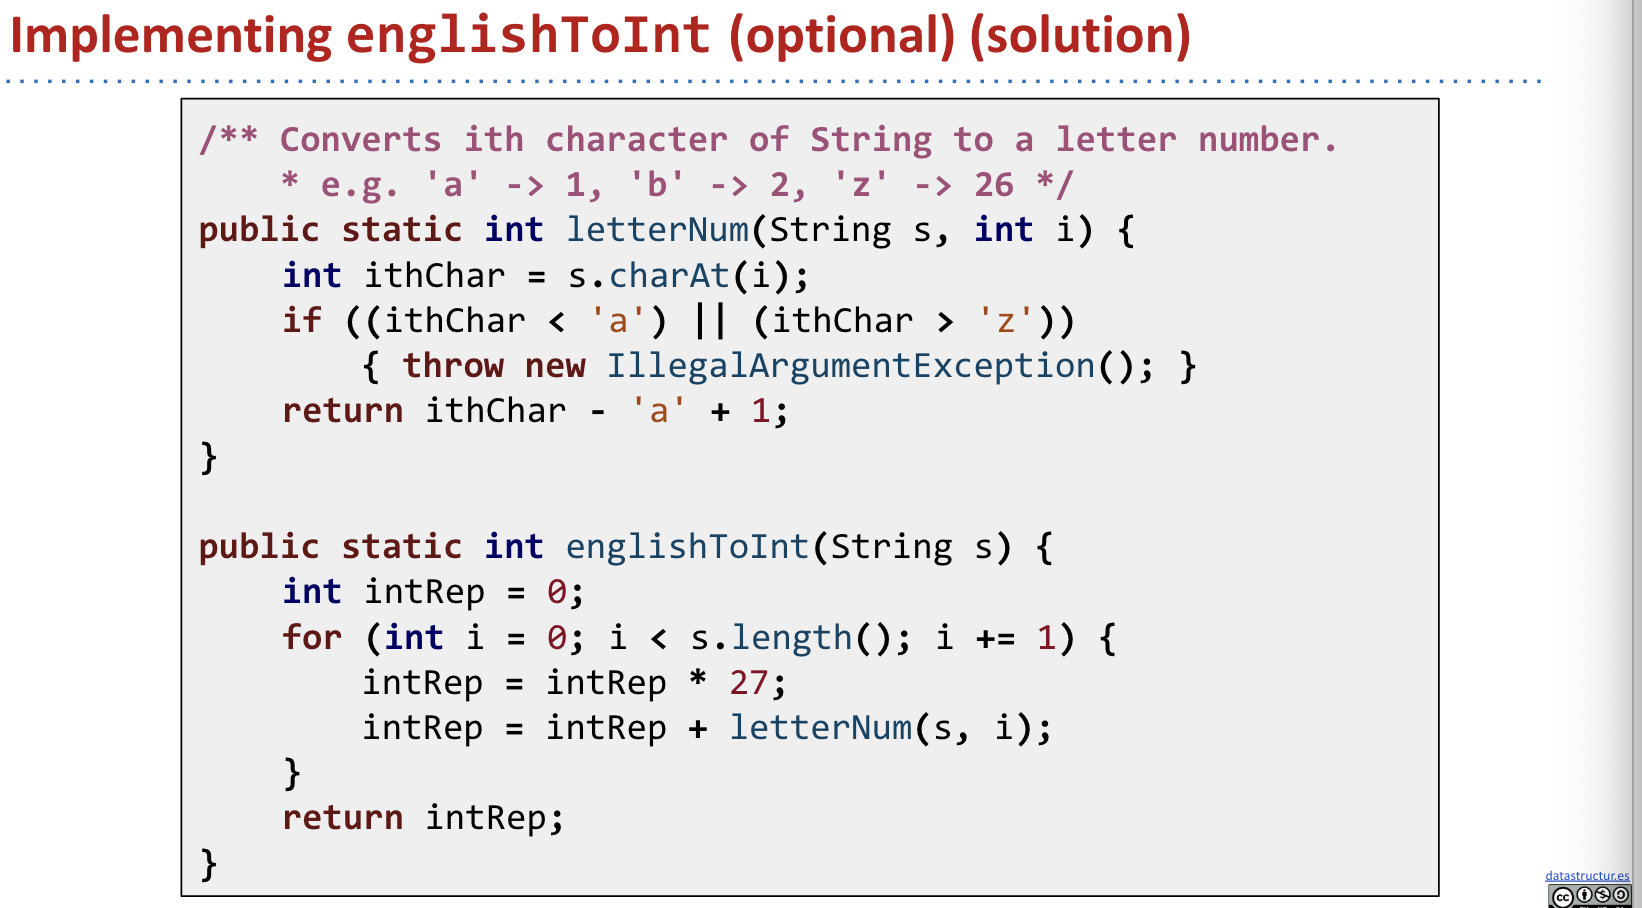 Implementing englishToInt (optional) (solution)
/** Converts ith character of String to a letter number.
* e.g. 'a' -> 1, 'b' -> 2, 'z' -> 26 */
public static int letterNum(String s, int i) {
int ithChar = s.charAt(i);
if ((ithChar < 'a') || (ithChar > 'z'))
{ throw new IllegalArgumentException(); }
return ithChar - 'a' + 1;
}
public static int englishToInt(String s) {
int intRep = 0;
for (int i = 0; i < s.length(); i += 1) {
intRep = intRep * 27;
intRep = intRep + letterNum(s, i);
}
return intRep;
}
datastructur.es
cc